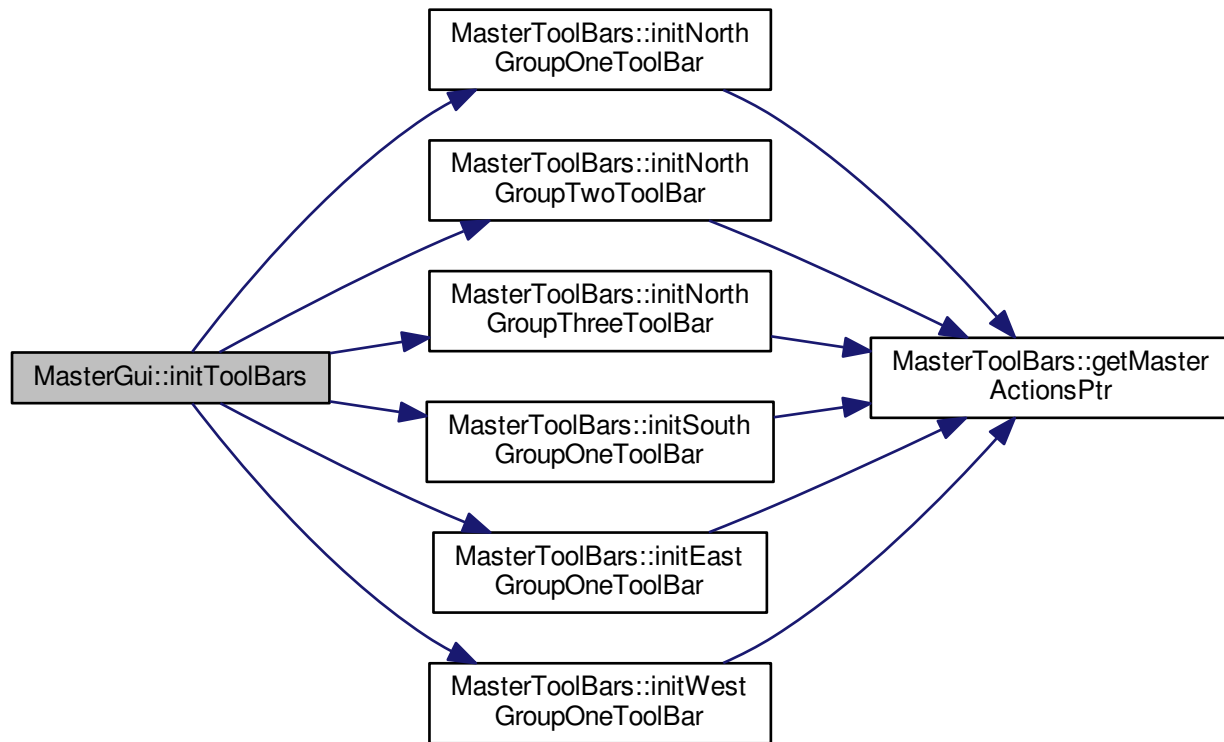 MasterGui::initToolBars
MasterToolBars::initNorth
GroupOneToolBar
MasterToolBars::initNorth
GroupTwoToolBar
MasterToolBars::initNorth
GroupThreeToolBar
MasterToolBars::initSouth
GroupOneToolBar
MasterToolBars::initEast
GroupOneToolBar
MasterToolBars::initWest
GroupOneToolBar
MasterToolBars::getMaster
ActionsPtr